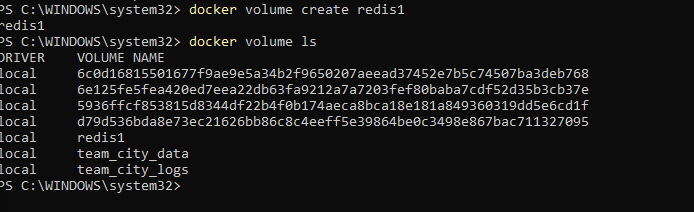 PS C:\WINDOWS\system32> docker volume create redis1
redis1
PS C:\WINDOWS\system32> docker volume ls
DRIVER    VOLUME NAME
local     6c0d16815501677f9ae9e5a34b2f9650207aeead37452e7b5c74507ba3deb768
local     6e125fe5fea420ed7eea22db63fa9212a7a7203fef80baba7cdf52d35b3cb37e
local     5936ffcf853815d8344df22b4f0b174aeca8bca18e181a849360319dd5e6cd1f
local     d79d536bda8e73ec21626bb86c8c4eeff5e39864be0c3498e867bac711327095
local     redis1
local     team_city_data
local     team_city_logs
PS C:\WINDOWS\system32>